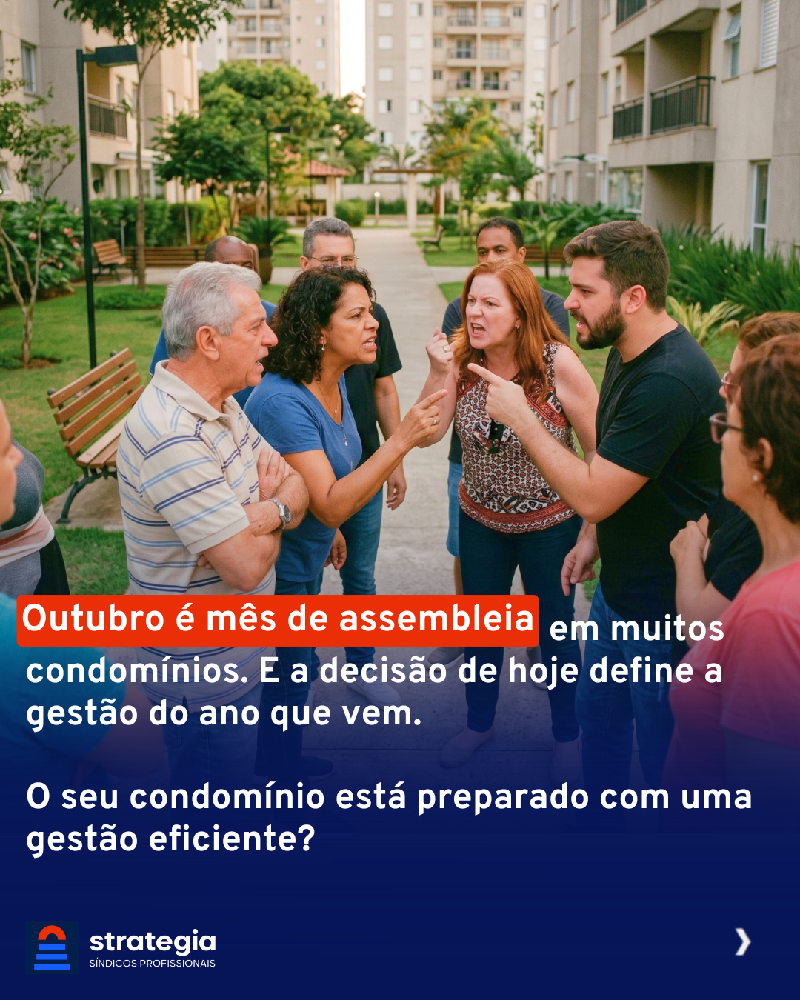 Outubro é mês de assembleia em muitos
condomínios. E a decisão de hoje define a
gestão do ano que vem.
O seu condomínio está preparado com uma
gestão eficiente?
strategia
SÍNDICOS PROFISSIONAIS